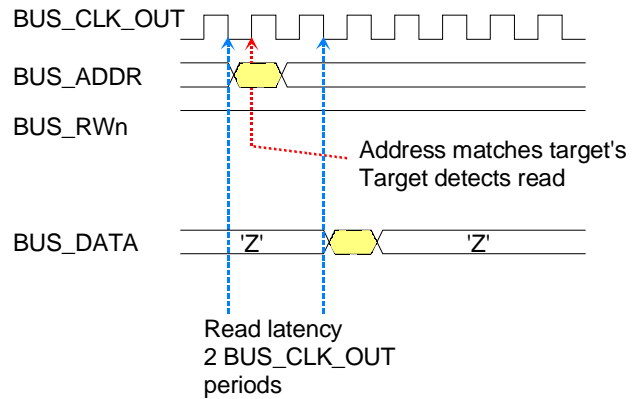 BUS_CLK_OUT
BUS_ADDR
BUS_RWn
Address matches target's
Target detects read
BUS_DATA
'Z'
'Z'
Read latency
2 BUS_CLK_OUT
periods